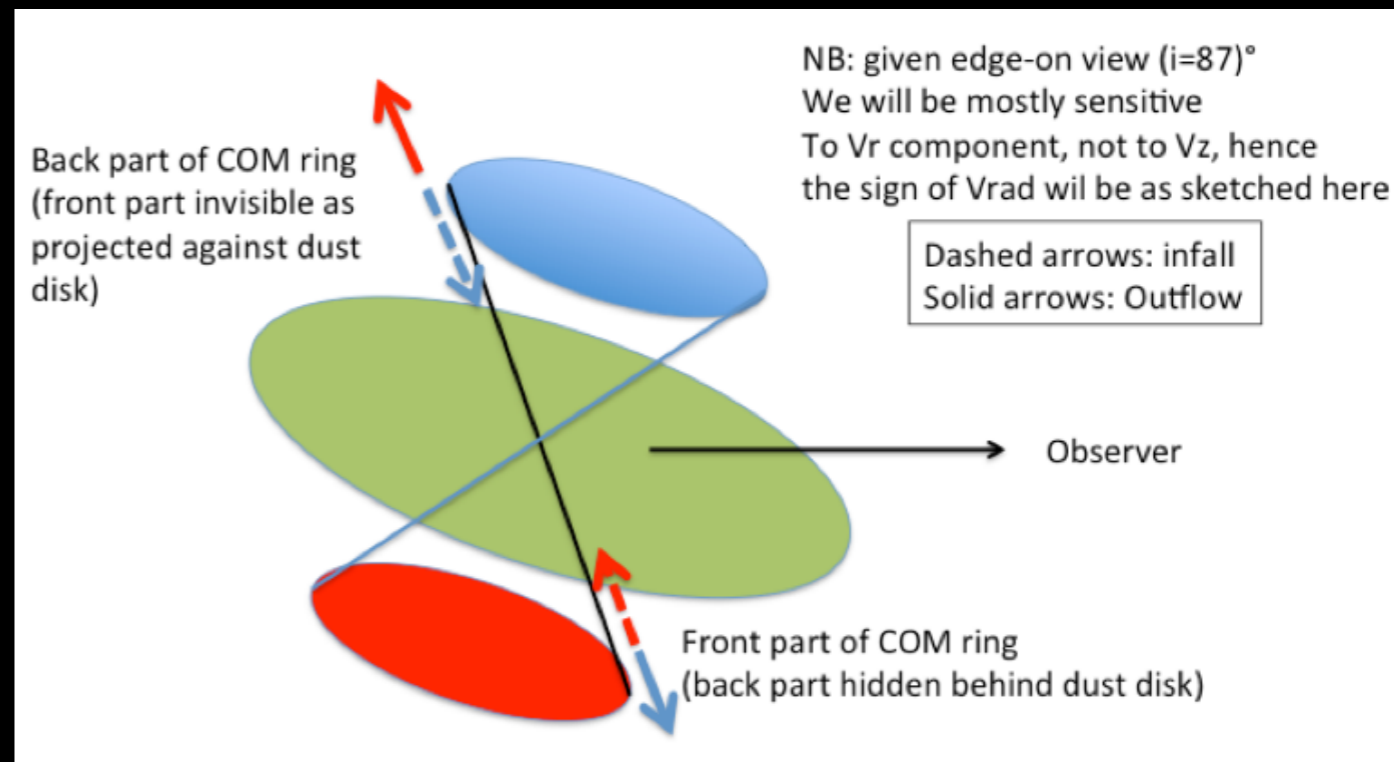 NB: given edge-on view (i=87)°
We will be mostly sensitive
To Vr component, not to Vz, hence
the sign of Vrad wil be as sketched here
Dashed arrows: infall
Solid arrows: Outflow
Back part of COM ring
(front part invisible as
projected against dust
disk)
Observer
Front part of COM ring
(back part hidden behind dust disk)